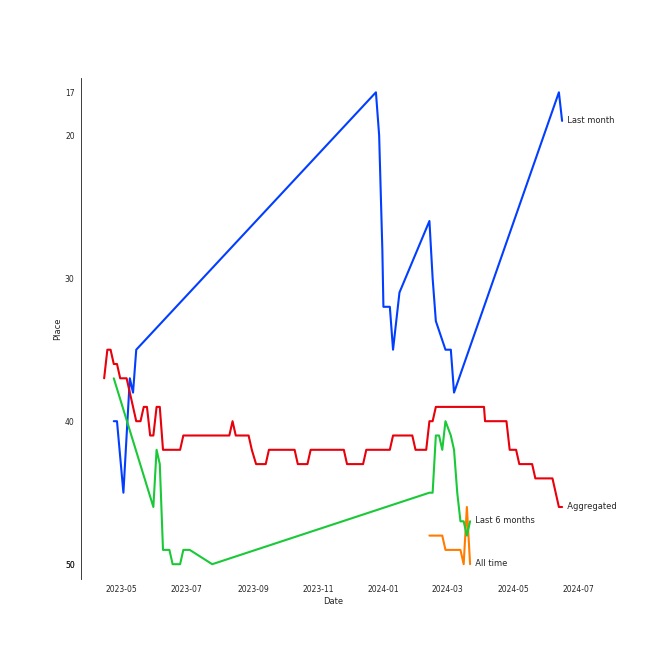 17
20
Last month
30
Place
40
Aggregated
Last 6 months
50
All time
2023-05
2023-07
2023-09
2023-11
2024-01
2024-03
2024-05
2024-07
Date